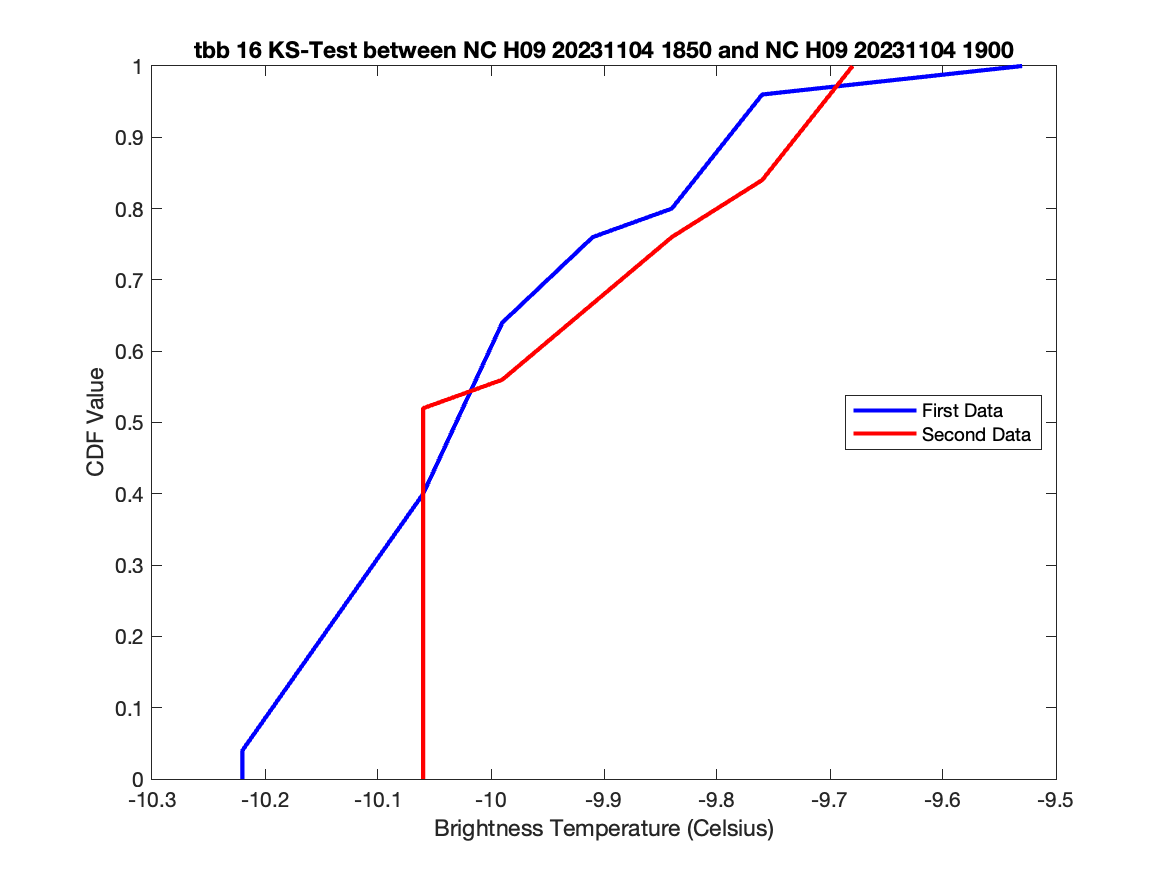 tbb 16 KS-Test between NC H09 20231104 1850 and NC H09 20231104 1900
1
0.9
0.8
0.7
0.6
0.5
0.4
0.3
0.2
0.1
0
CDF Value
First Data
Second Data
-10.3 -10.2 -10.1 -10 -9.9 -9.8 -9.7 -9.6 -9.5
Brightness Temperature (Celsius)